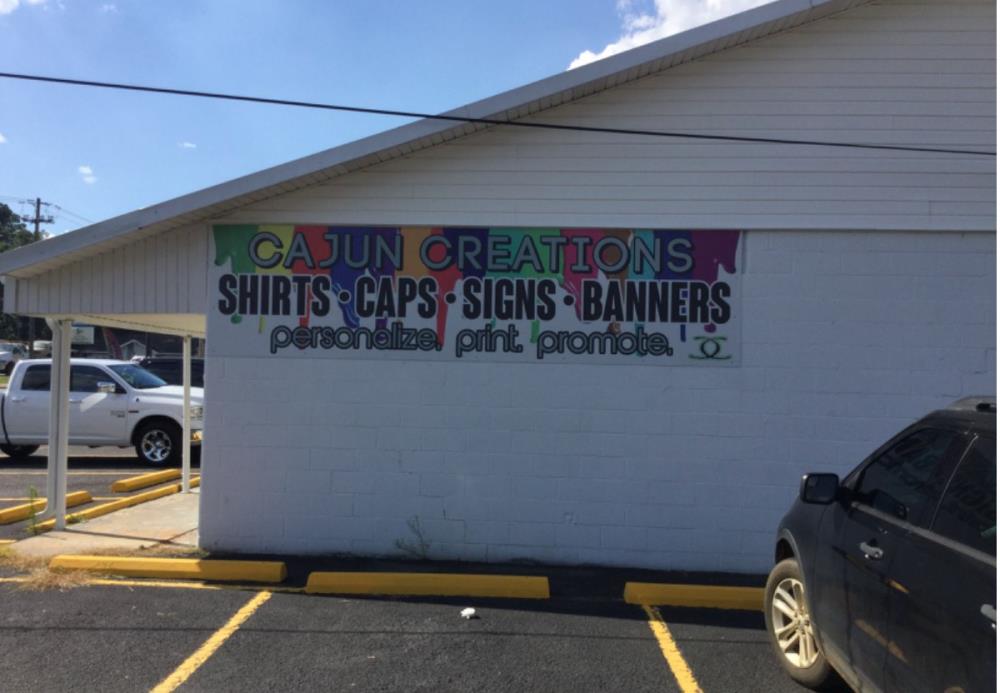 CAJUN CREATIONS
SHIRTS • CAPS • SIGNS • BANNERS
personalize. print. promote.